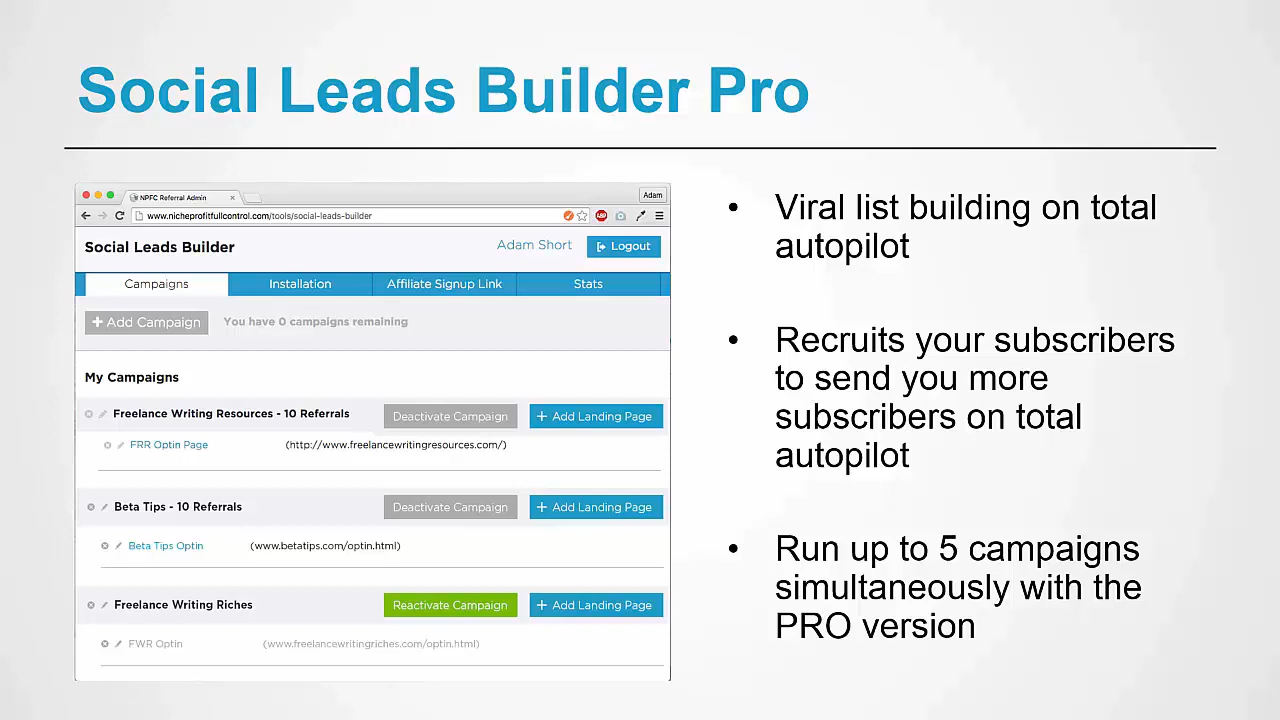 Social Leads Builder Pro
NPFC Referral Admin
Adam
www.nicheprofitfullcontrol.com/tools/social-leads-builder
ABP
Social Leads Builder
Adam Short
Logout
Campaigns
Installation
Affiliate Signup Link
Stats
+ Add Campaign
You have 0 campaigns remaining
My Campaigns
Freelance Writing Resources - 10 Referrals
Deactivate Campaign
+ Add Landing Page
FRR Optin Page
(http://www.freelancewritingresources.com/)
Beta Tips - 10 Referrals
Deactivate Campaign
+ Add Landing Page
Beta Tips Optin
(www.betatips.com/optin.html)
Freelance Writing Riches
Reactivate Campaign
+ Add Landing Page
FWR Optin
(www.freelancewritingriches.com/optin.html)
• Viral list building on total
autopilot
• Recruits your subscribers
to send you more
subscribers on total
autopilot
• Run up to 5 campaigns
simultaneously with the
PRO version